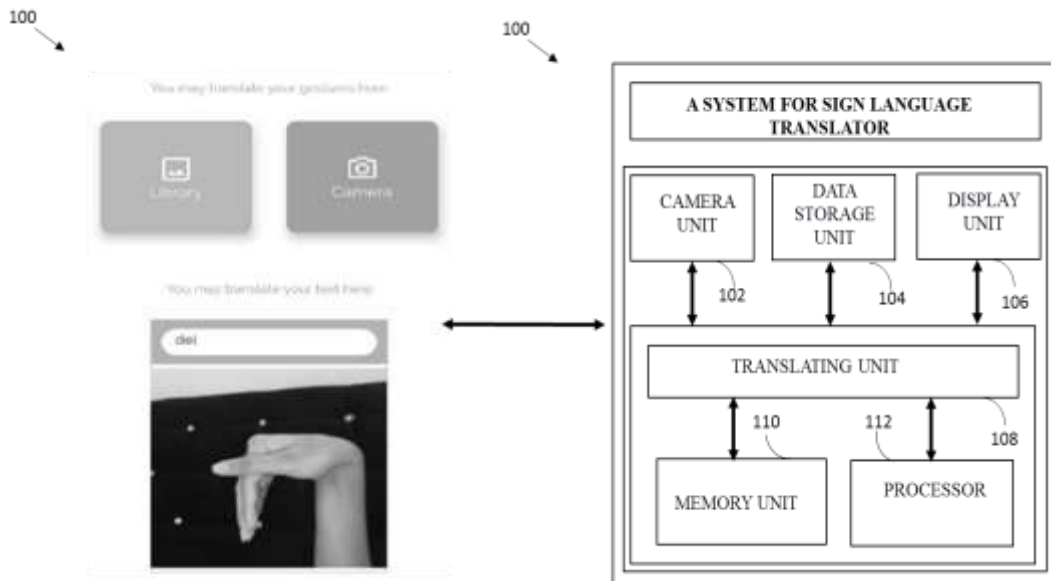 100
You may translate your gestures here
Library
Camera
You may translate your text here
dei
100
A SYSTEM FOR SIGN LANGUAGE
TRANSLATOR
CAMERA
UNIT
102
DATA
STORAGE
UNIT
104
DISPLAY
UNIT
106
TRANSLATING UNIT
108
110
MEMORY UNIT
112
PROCESSOR